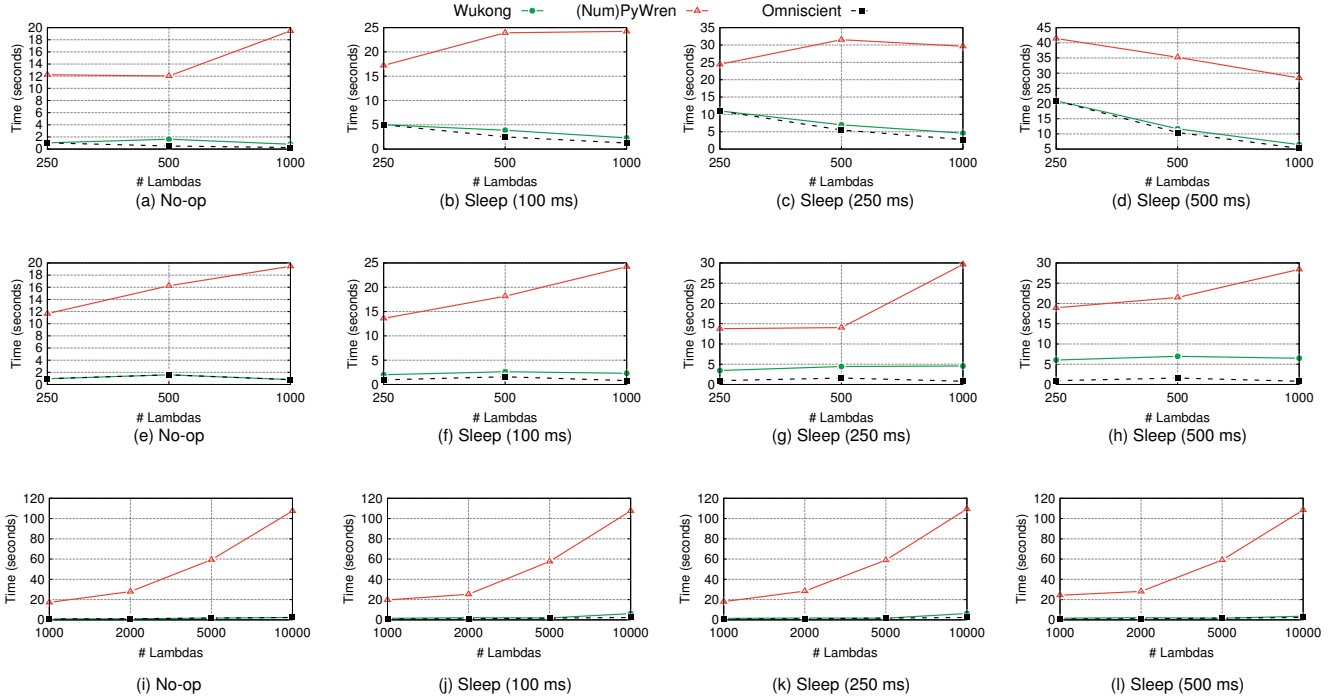 Wukong (Num)PyWren Omniscient
Time (seconds)
20
18
16
14
12
10
8
6
4
2
0
250 500 1000
# Lambdas
(a) No-op
Time (seconds)
25
20
15
10
5
0
250 500 1000
# Lambdas
(b) Sleep (100 ms)
Time (seconds)
35
30
25
20
15
10
5
0
250 500 1000
# Lambdas
(c) Sleep (250 ms)
Time (seconds)
45
40
35
30
25
20
15
10
5
250 500 1000
# Lambdas
(d) Sleep (500 ms)
Time (seconds)
20
18
16
14
12
10
8
6
4
2
0
250 500 1000
# Lambdas
(e) No-op
Time (seconds)
25
20
15
10
5
0
250 500 1000
# Lambdas
(f) Sleep (100 ms)
Time (seconds)
30
25
20
15
10
5
0
250 500 1000
# Lambdas
(g) Sleep (250 ms)
Time (seconds)
30
25
20
15
10
5
0
250 500 1000
# Lambdas
(h) Sleep (500 ms)
Time (seconds)
120
100
80
60
40
20
0
1000 2000 5000 10000
# Lambdas
(i) No-op
Time (seconds)
120
100
80
60
40
20
0
1000 2000 5000 10000
# Lambdas
(j) Sleep (100 ms)
Time (seconds)
120
100
80
60
40
20
0
1000 2000 5000 10000
# Lambdas
(k) Sleep (250 ms)
Time (seconds)
120
100
80
60
40
20
0
1000 2000 5000 10000
# Lambdas
(l) Sleep (500 ms)